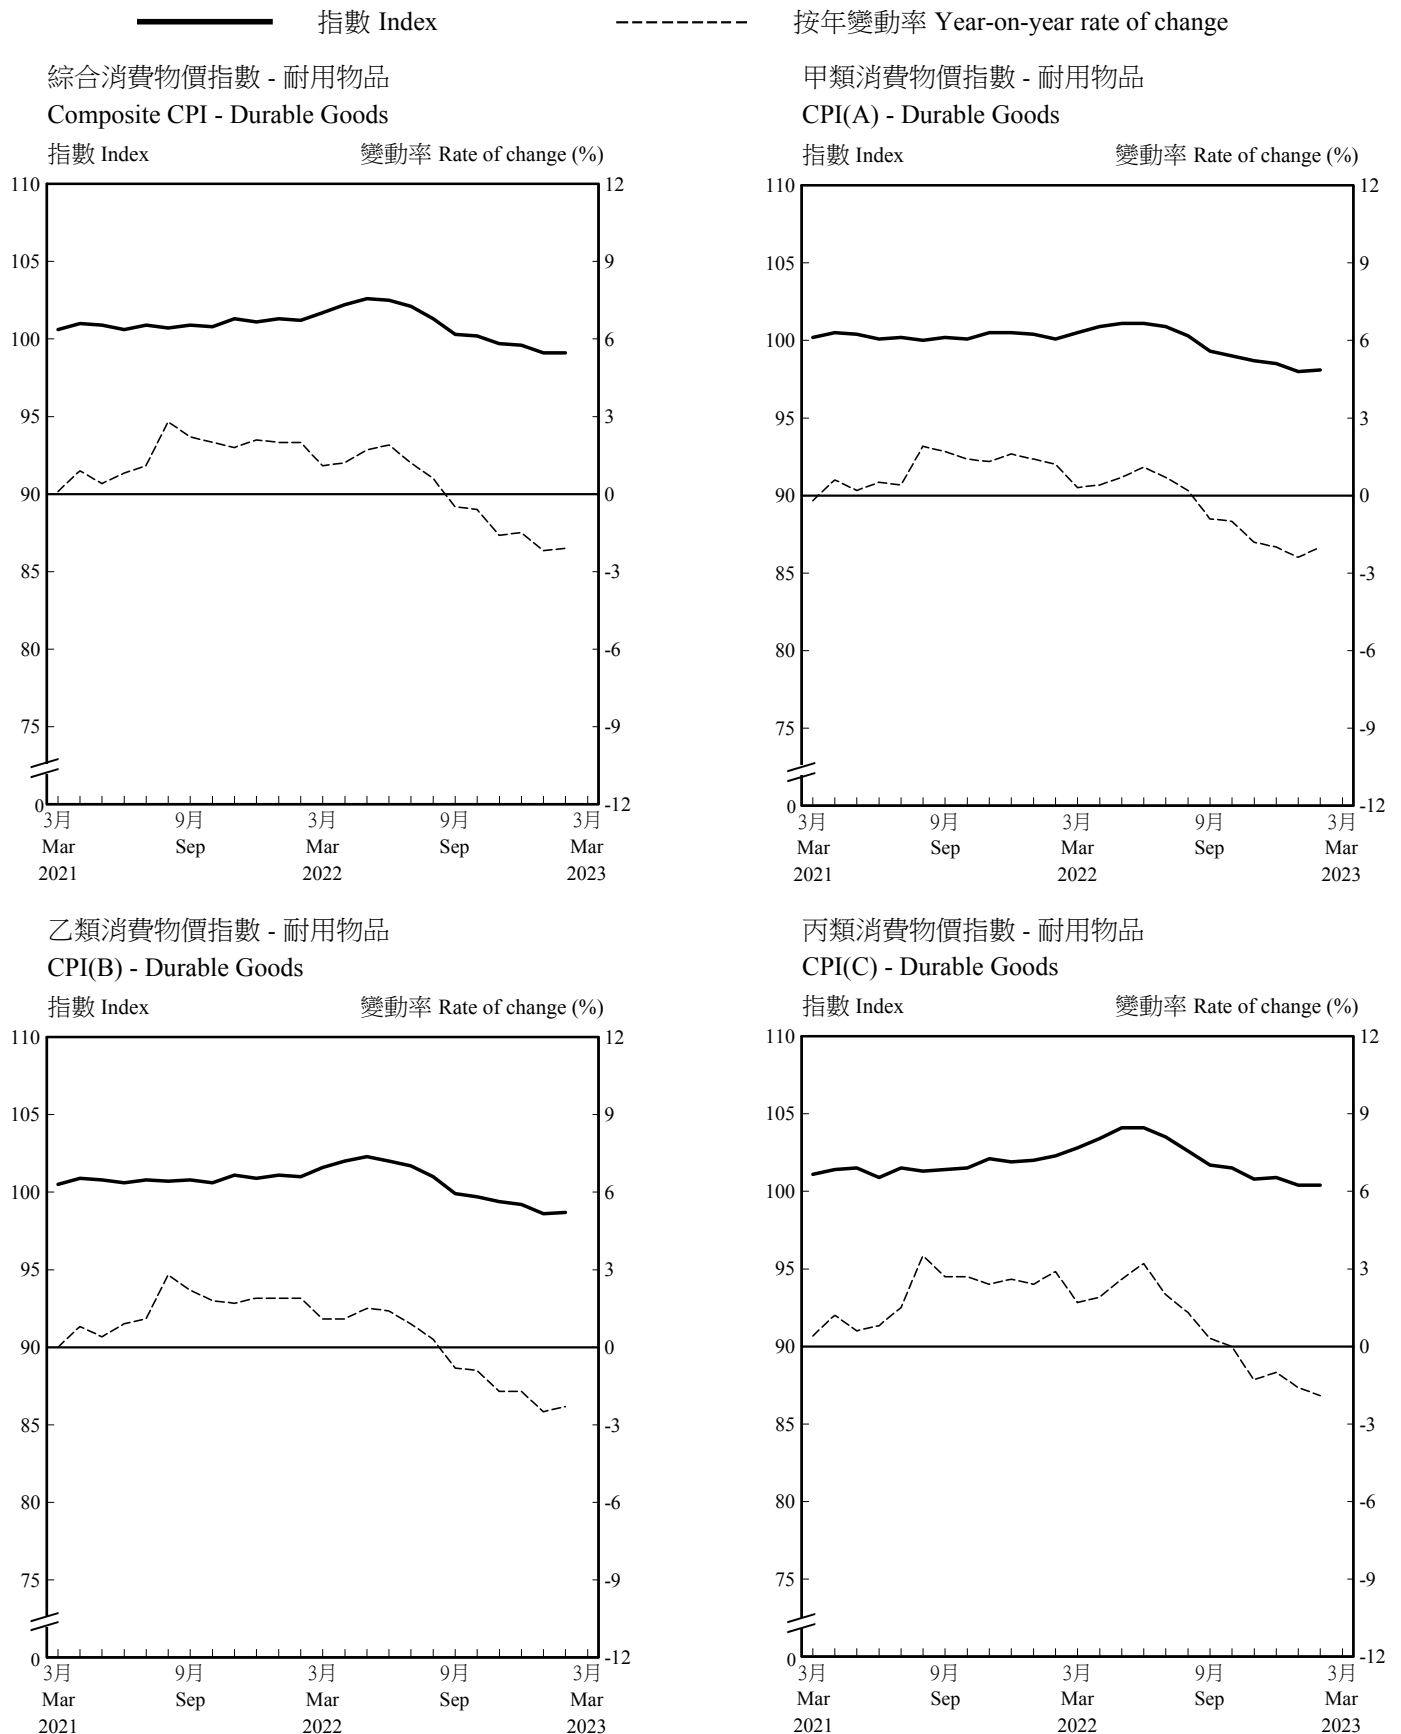 指數 Index
按年變動率 Year-on-year rate of change
綜合消費物價指數 - 耐用物品
Composite CPI - Durable Goods
指數 Index 變動率 Rate of change (%)
110 12
105 9
100 6
95 3
90 0
85 -3
80 -6
75 -9
0 -12
3月 9月 3月 9月 3月
Mar Sep Mar Sep Mar
2021 2022 2023
甲類消費物價指數 - 耐用物品
CPI(A) - Durable Goods
指數 Index 變動率 Rate of change (%)
110 12
105 9
100 6
95 3
90 0
85 -3
80 -6
75 -9
0 -12
3月 9月 3月 9月 3月
Mar Sep Mar Sep Mar
2021 2022 2023
乙類消費物價指數 - 耐用物品
CPI(B) - Durable Goods
指數 Index 變動率 Rate of change (%)
110 12
105 9
100 6
95 3
90 0
85 -3
80 -6
75 -9
0 -12
3月 9月 3月 9月 3月
Mar Sep Mar Sep Mar
2021 2022 2023
丙類消費物價指數 - 耐用物品
CPI(C) - Durable Goods
指數 Index 變動率 Rate of change (%)
110 12
105 9
100 6
95 3
90 0
85 -3
80 -6
75 -9
0 -12
3月 9月 3月 9月 3月
Mar Sep Mar Sep Mar
2021 2022 2023